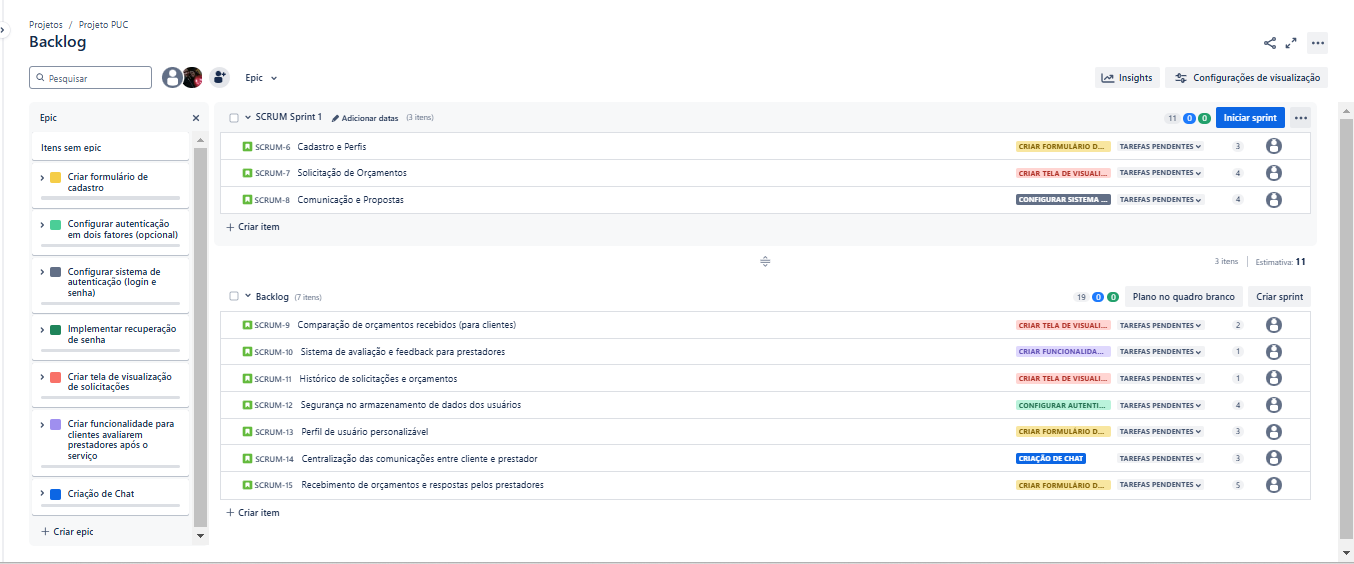 Projetos / Projeto PUC
Backlog
Pesquisar
Epic
Insights
Configurações de visualização
Epic
Itens sem epic
Criar formulário de
cadastro
Configurar autenticação
em dois fatores (opcional)
Configurar sistema de
autenticação (login e
senha)
Implementar recuperação
de senha
Criar tela de visualização
de solicitações
Criar funcionalidade para
clientes avaliarem
prestadores após o
serviço
Criação de Chat
+ Criar epic
SCRUM Sprint 1 Adicionar datas (3 itens) 11 0 0 Iniciar sprint
SCRUM-6 Cadastro e Perfis CRIAR FORMULÁRIO D... TAREFAS PENDENTES 3
SCRUM-7 Solicitação de Orçamentos CRIAR TELA DE VISUALI... TAREFAS PENDENTES 4
SCRUM-8 Comunicação e Propostas CONFIGURAR SISTEMA ... TAREFAS PENDENTES 4
+ Criar item
3 itens Estimativa: 11
Backlog (7 itens) 19 0 0 Plano no quadro branco Criar sprint
SCRUM-9 Comparação de orçamentos recebidos (para clientes) CRIAR TELA DE VISUALI... TAREFAS PENDENTES 2
SCRUM-10 Sistema de avaliação e feedback para prestadores CRIAR FUNCIONALIDA... TAREFAS PENDENTES 1
SCRUM-11 Histórico de solicitações e orçamentos CRIAR TELA DE VISUALI... TAREFAS PENDENTES 1
SCRUM-12 Segurança no armazenamento de dados dos usuários CONFIGURAR AUTENTI... TAREFAS PENDENTES 4
SCRUM-13 Perfil de usuário personalizável CRIAR FORMULÁRIO D... TAREFAS PENDENTES 3
SCRUM-14 Centralização das comunicações entre cliente e prestador CRIAÇÃO DE CHAT TAREFAS PENDENTES 3
SCRUM-15 Recebimento de orçamentos e respostas pelos prestadores CRIAR FORMULÁRIO D... TAREFAS PENDENTES 5
+ Criar item